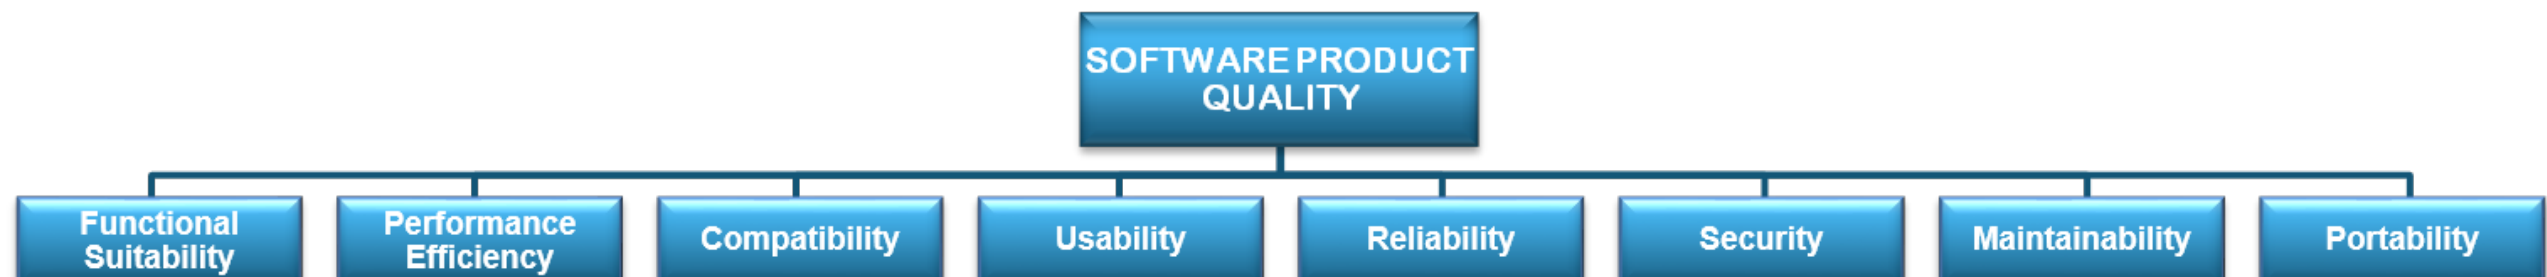 SOFTWARE PRODUCT
QUALITY
Functional
Suitability
Performance
Efficiency
Compatibility
Usability
Reliability
Security
Maintainability
Portability